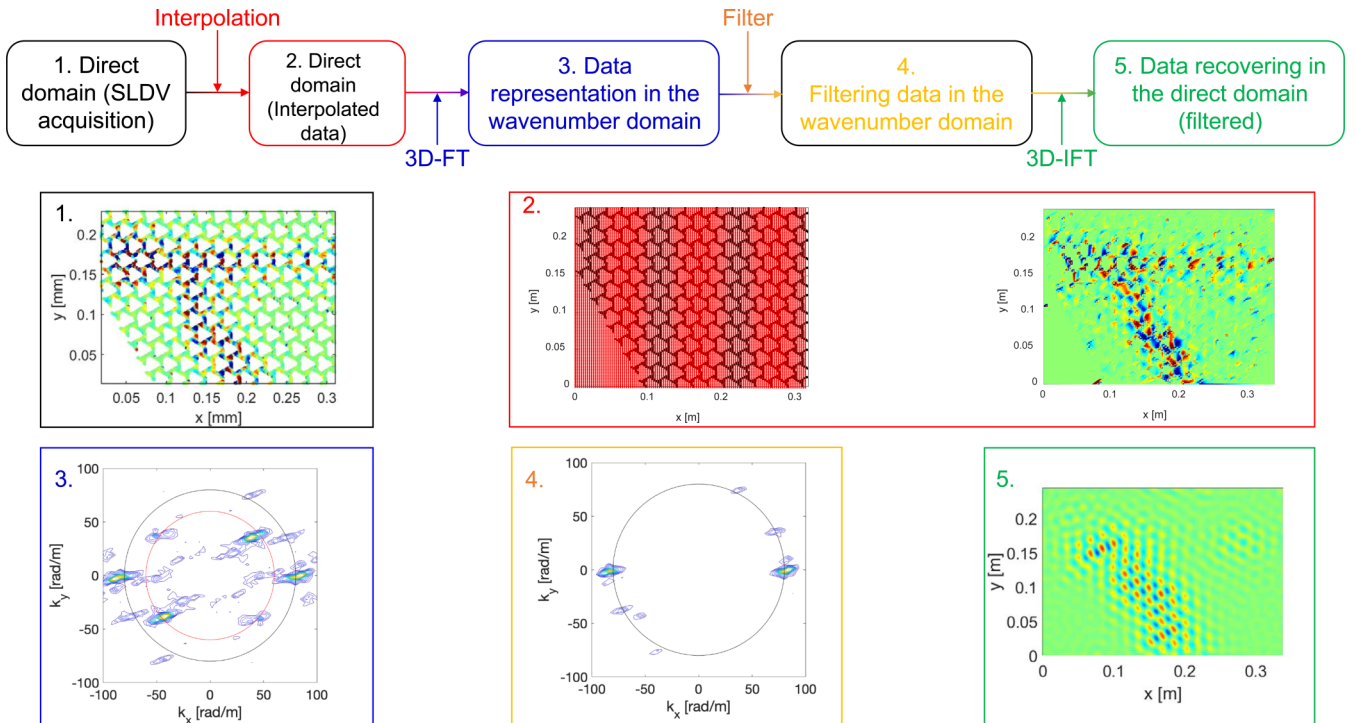 Interpolation
Filter
1. Direct
domain (SLDV
acquisition)
2. Direct
domain
(Interpolated
data)
3. Data
representation in the
wavenumber domain
4.
Filtering data in the
wavenumber domain
5. Data recovering in
the direct domain
(filtered)
3D-FT
3D-IFT
1.
0.2
0.15
0.1
0.05
y [mm]
0.05 0.1 0.15 0.2 0.25 0.3
x [mm]
2.
0.2
0.15
0.1
0.05
0
y [m]
0 0.1 0.2 0.3
x [m]
0.2
0.15
0.1
0.05
0
y [m]
0 0.1 0.2 0.3
x [m]
3.
100
50
0
-50
-100
ky [rad/m]
-100 -50 0 50 100
kx [rad/m]
4.
100
50
0
-50
-100
ky [rad/m]
-100 -50 0 50 100
kx [rad/m]
5.
0.2
0.15
0.1
0.05
0
y [m]
0 0.1 0.2 0.3
x [m]